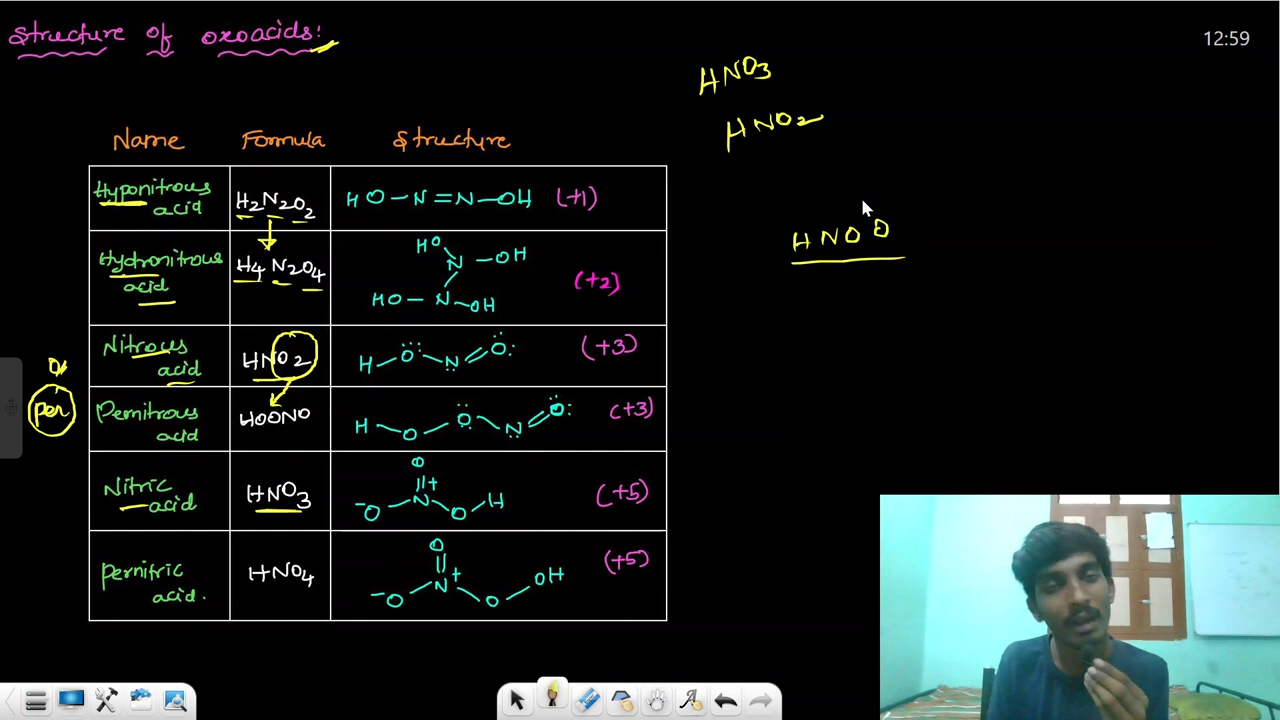 Structure of oxoacids:
12:59
HNO3
HNO2
Name Formula Structure
Hyponitrous acid H2N2O2 HO-N=N-OH (+1)
HNOO
Hydronitrous acid H4N2O4 HO N OH HO-N OH (+2)
Nitrous acid HNO2 H O N O (+3)
per
Pernitrous acid HOONO H O O N O (+3)
Nitric acid HNO3 O N+ -O O H (+5)
Pernitric acid. HNO4 O N+ -O O OH (+5)